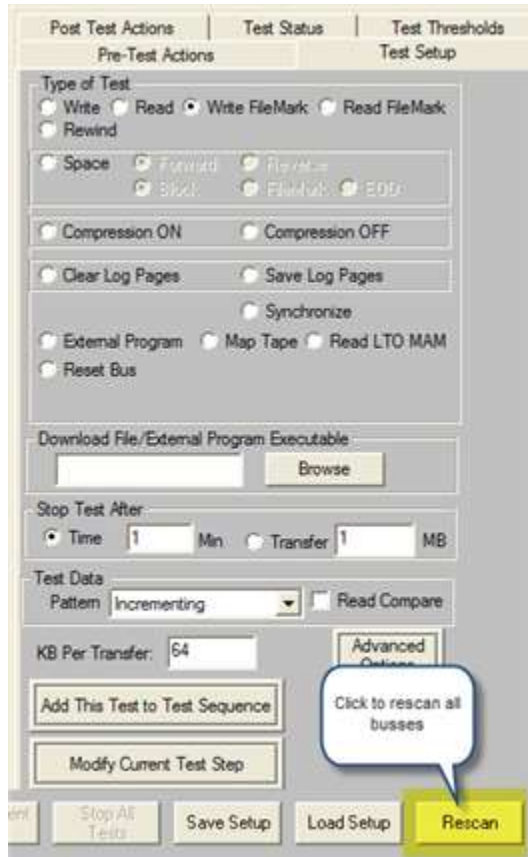 Post Test Actions Test Status Test Thresholds
Pre-Test Actions Test Setup
Type of Test
Write Read Write FileMark Read FileMark
Rewind
Space Forward Reverse
Block FileMark EOD
Compression ON Compression OFF
Clear Log Pages Save Log Pages
Synchronize
External Program Map Tape Read LTO MAM
Reset Bus
Download File/External Program Executable
Browse
Stop Test After
Time 1 Min Transfer 1 MB
Test Data
Pattern Incrementing Read Compare
KB Per Transfer: 64
Advanced
Options
Click to rescan all
busses
Add This Test to Test Sequence
Modify Current Test Step
Stop All
Tests
Save Setup Load Setup Rescan